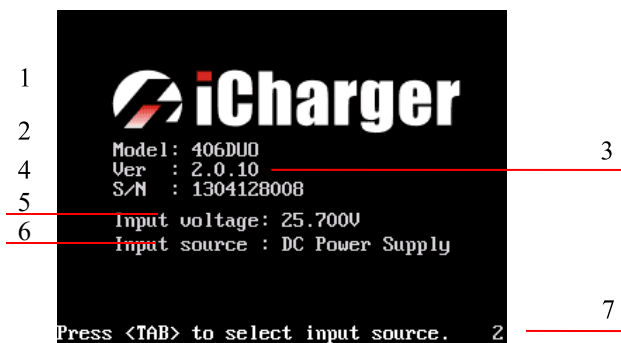 1
iCharger
2
Model: 406DUO
3
4
Ver : 2.0.10
S/N : 1304128008
5
Input voltage: 25.700V
6
Input source : DC Power Supply
7
Press <TAB> to select input source. 2